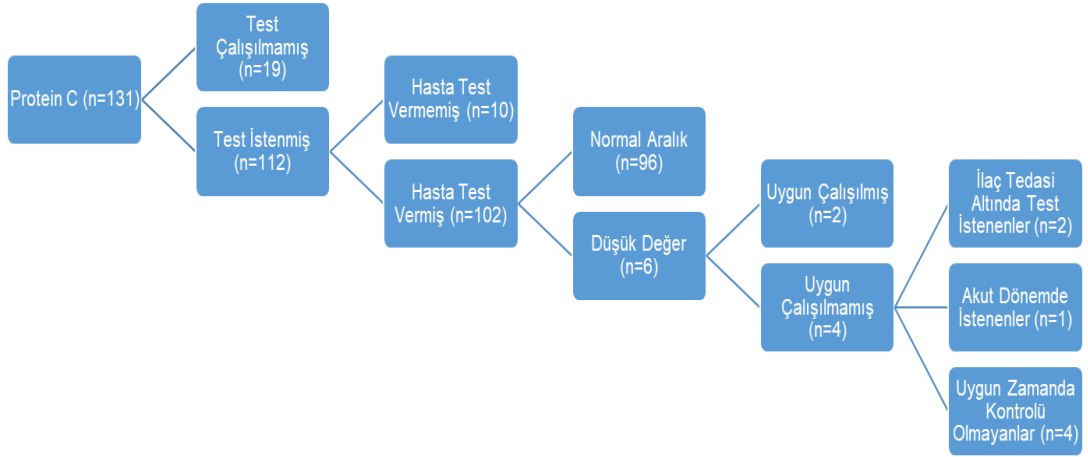 Protein C (n=131)
Test
Çalışılmamış
(n=19)
Test İstenmiş
(n=112)
Hasta Test
Vermemiş (n=10)
Hasta Test
Vermiş (n=102)
Normal Aralık
(n=96)
Düşük Değer
(n=6)
Uygun Çalışılmış
(n=2)
Uygun
Çalışılmamış
(n=4)
İlaç Tedasi
Altında Test
İstenenler (n=2)
Akut Dönemde
İstenenler (n=1)
Uygun Zamanda
Kontrolü
Olmayanlar (n=4)